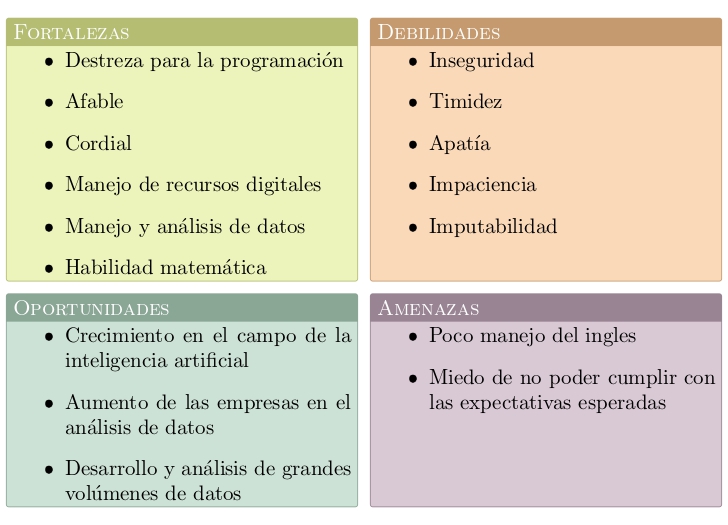 Fortalezas
• Destreza para la programación
• Afable
• Cordial
• Manejo de recursos digitales
• Manejo y análisis de datos
• Habilidad matemática
Debilidades
• Inseguridad
• Timidez
• Apatía
• Impaciencia
• Imputabilidad
Oportunidades
• Crecimiento en el campo de la
inteligencia artificial
• Aumento de las empresas en el
análisis de datos
• Desarrollo y análisis de grandes
volúmenes de datos
Amenazas
• Poco manejo del ingles
• Miedo de no poder cumplir con
las expectativas esperadas